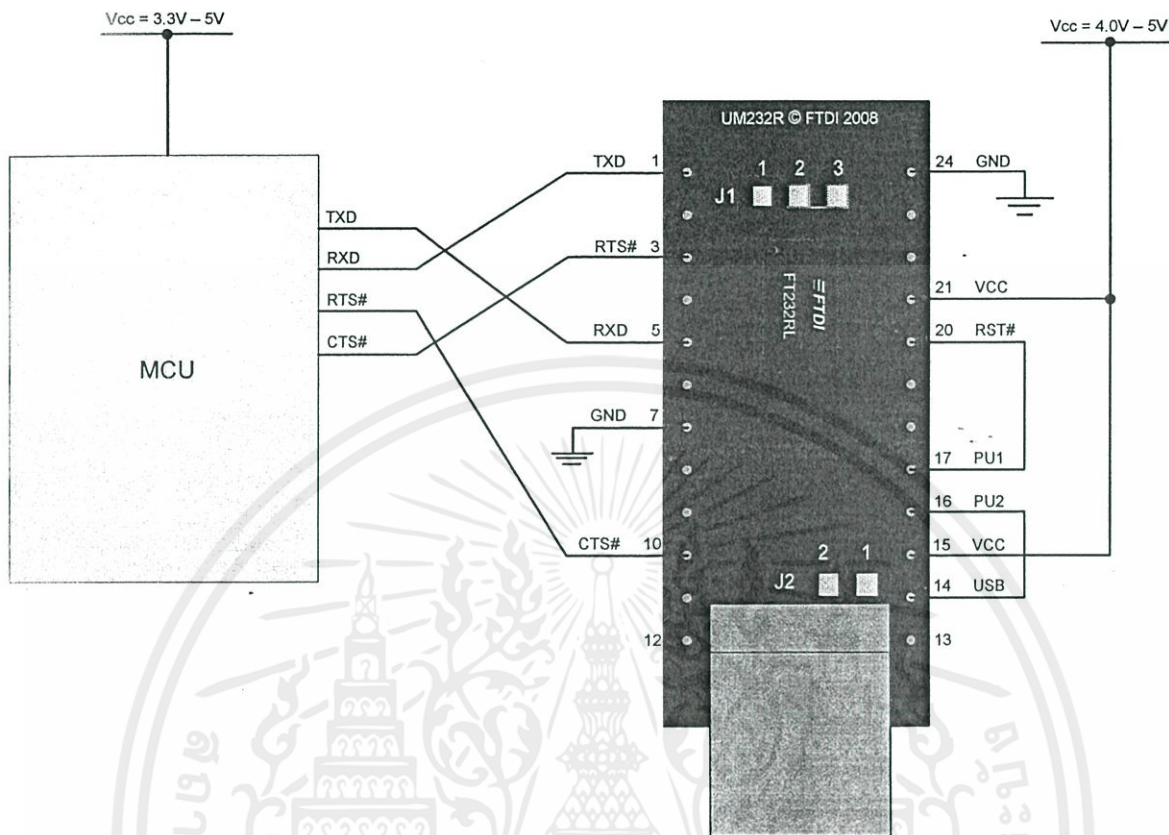 Vcc = 3.3V – 5V
Vcc = 4.0V – 5V
UM232R © FTDI 2008
TXD 1
24 GND
1 2 3
J1
TXD
RTS# 3
RXD
FTDI
FT232RL
21 VCC
RTS#
RXD 5
20 RST#
CTS#
MCU
GND 7
17 PU1
16 PU2
CTS# 10
15 VCC
2 1
J2
14 USB
12
13